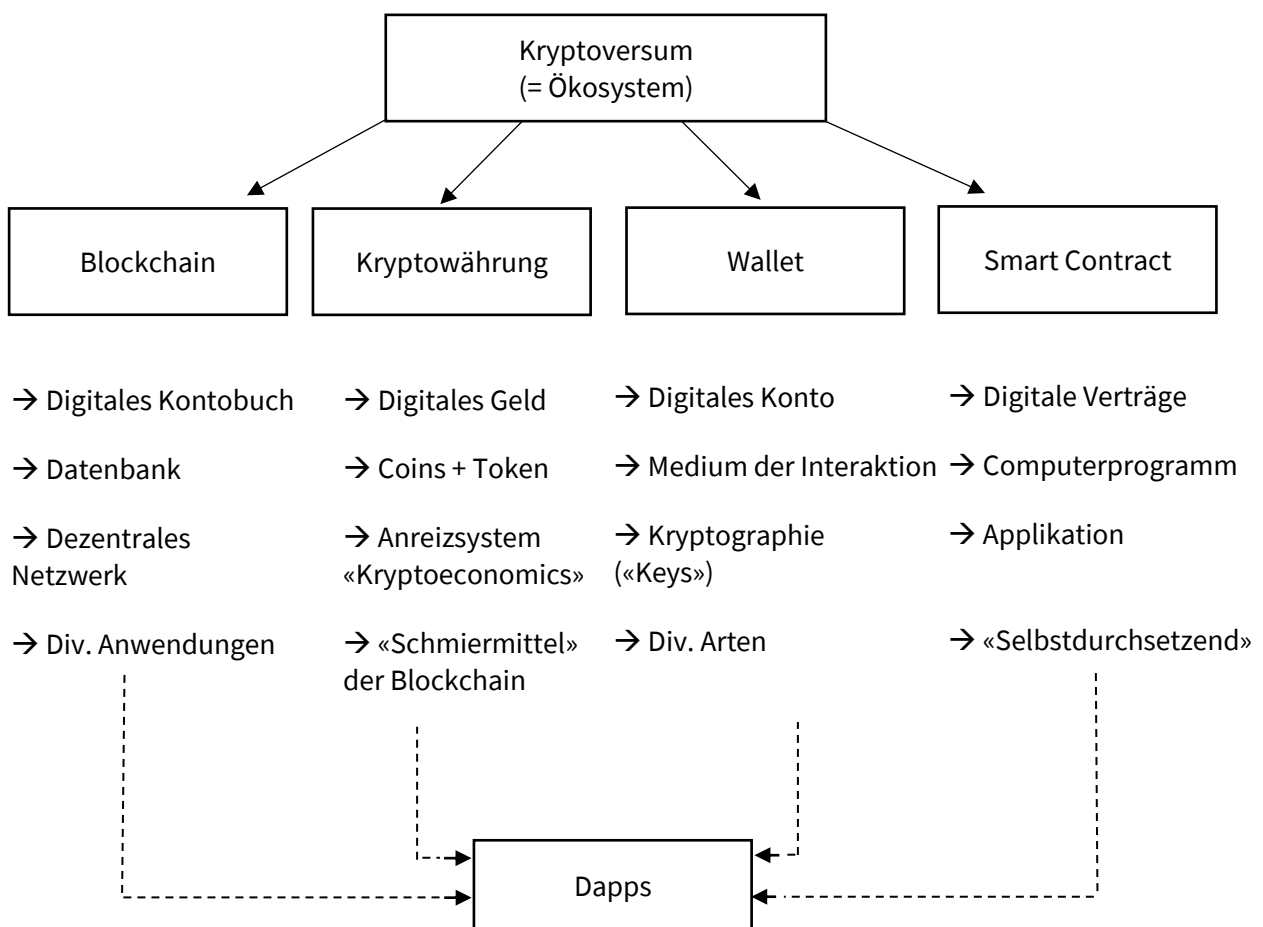 Kryptoversum
(= Ökosystem)
Blockchain
Kryptowährung
Wallet
Smart Contract
→ Digitales Kontobuch
→ Datenbank
→ Dezentrales
Netzwerk
→ Div. Anwendungen
→ Digitales Geld
→ Coins + Token
→ Anreizsystem
«Kryptoeconomics»
→ «Schmiermittel»
der Blockchain
→ Digitales Konto
→ Medium der Interaktion
→ Kryptographie
(«Keys»)
→ Div. Arten
→ Digitale Verträge
→ Computerprogramm
→ Applikation
→ «Selbstdurchsetzend»
Dapps